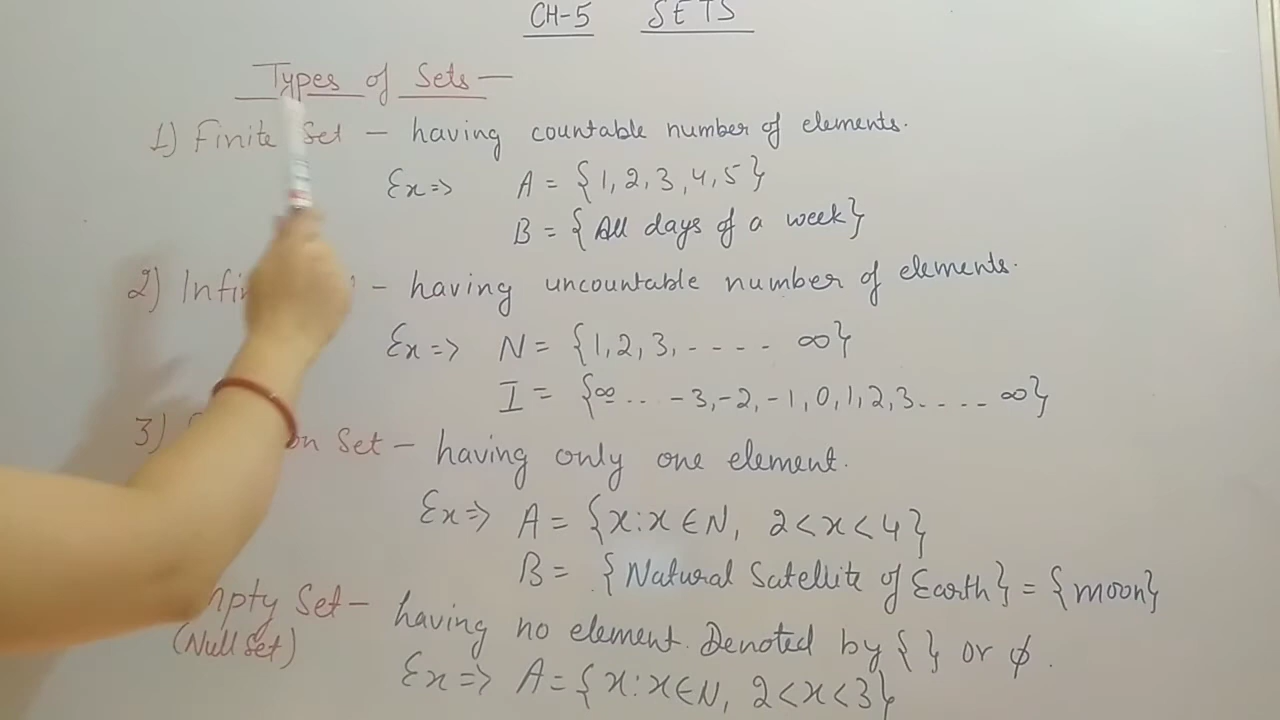 CH-5 SETS
Types of Sets —
1) Finite Set — having countable number of elements.
Ex => A = {1, 2, 3, 4, 5}
B = {All days of a week}
2) — having uncountable number of elements.
Ex => N = {1, 2, 3, - - - - ∞}
I = {∞ ... -3, -2, -1, 0, 1, 2, 3 .... ∞}
3) Set — having only one element.
Ex => A = {x : x ∈ N, 2 < x < 4}
B = {Natural Satellite of Earth} = {moon}
Set — having no element. Denoted by { } or φ.
(Null Set)
Ex => A = {x : x ∈ N, 2 < x < 3}